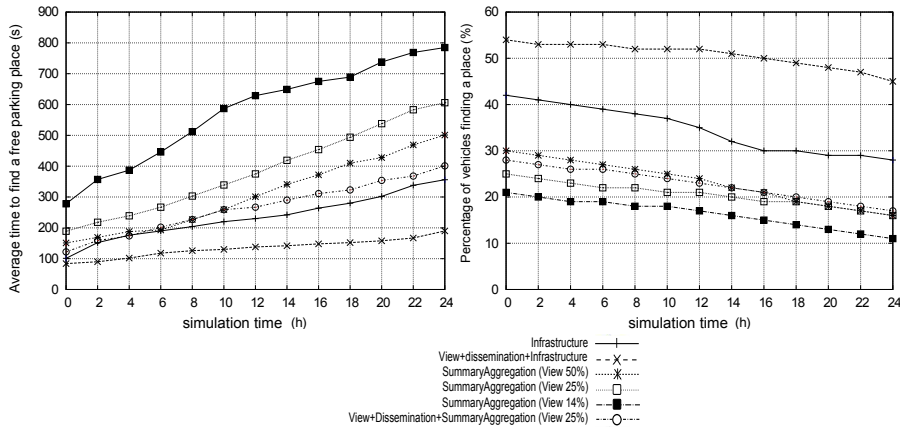 Average time to find a free parking place (s)
900
800
700
600
500
400
300
200
100
0
0 2 4 6 8 10 12 14 16 18 20 22 24
simulation time (h)
Percentage of vehicles finding a place (%)
60
50
40
30
20
10
0
0 2 4 6 8 10 12 14 16 18 20 22 24
simulation time (h)
Infrastructure
View+dissemination+Infrastructure
SummaryAggregation (View 50%)
SummaryAggregation (View 25%)
SummaryAggregation (View 14%)
View+Dissemination+SummaryAggregation (View 25%)